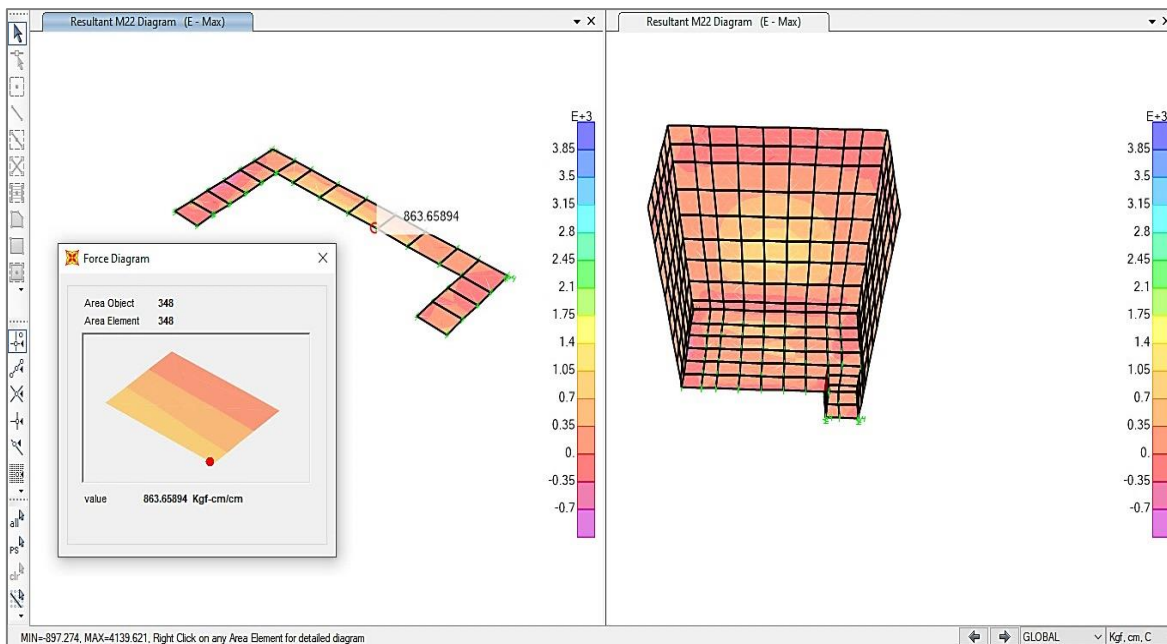 Resultant M22 Diagram (E - Max)
Resultant M22 Diagram (E - Max)
863.65894
Force Diagram
Area Object 348
Area Element 348
value 863.65894 Kgf-cm/cm
E+3
3.85
3.5
3.15
2.8
2.45
2.1
1.75
1.4
1.05
0.7
0.35
0.
-0.35
-0.7
E+3
3.85
4.5
3.15
2.8
2.45
2.1
1.75
1.4
1.05
0.7
0.35
0.
-0.35
-0.7
all
PS
clr
MIN=-897.274, MAX=4139.621, Right Click on any Area Element for detailed diagram
GLOBAL
Kgf, cm, C